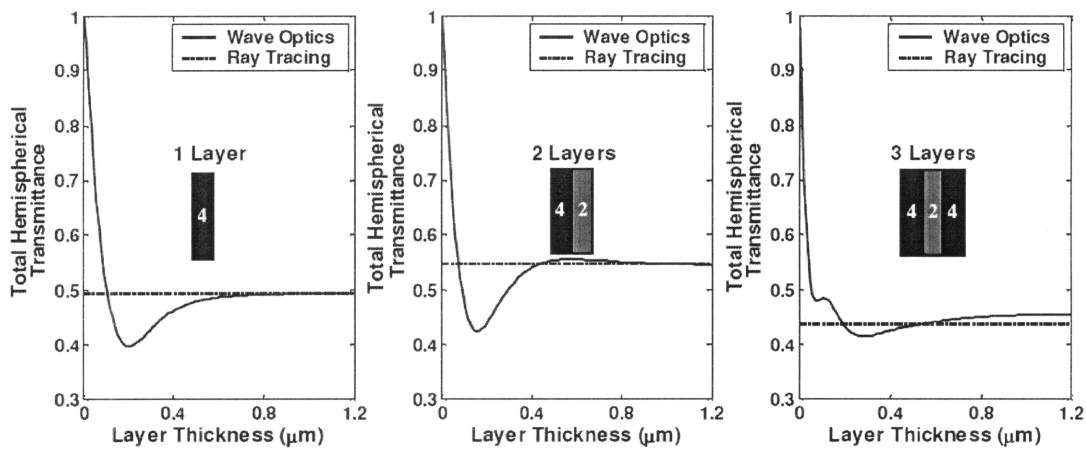 Total Hemispherical
Transmittance
1
0.9
0.8
0.7
0.6
0.5
0.4
0.3
Wave Optics
Ray Tracing
1 Layer
4
0
0.4
0.8
1.2
Layer Thickness (μm)
Total Hemispherical
Transmittance
1
0.9
0.8
0.7
0.6
0.5
0.4
0.3
Wave Optics
Ray Tracing
2 Layers
4 2
0
0.4
0.8
1.2
Layer Thickness (μm)
Total Hemispherical
Transmittance
1
0.9
0.8
0.7
0.6
0.5
0.4
0.3
Wave Optics
Ray Tracing
3 Layers
4 2 4
0
0.4
0.8
1.2
Layer Thickness (μm)